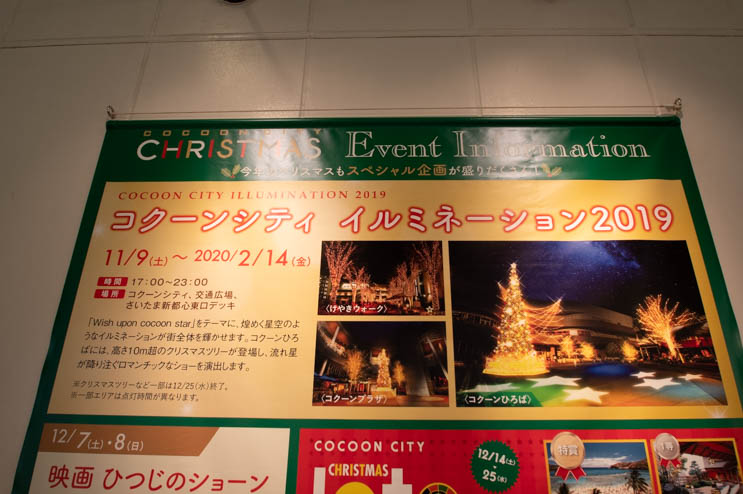 COCOON CITY
CHRISTMAS Event Information
今年のクリスマスもスペシャル企画が盛りだくさん！
COCOON CITY ILLUMINATION 2019
コクーンシティ イルミネーション2019
11/9(土)～2020/2/14(金)
時間 17:00～23:00
場所 コクーンシティ、交通広場、
さいたま新都心東口デッキ
「Wish upon cocoon star」をテーマに、煌めく星空のよ
うなイルミネーションが街全体を輝かせます。コクーンひろ
ばには、高さ10m超のクリスマスツリーが登場し、流れ星
が降り注ぐロマンチックなショーを演出します。
※クリスマスツリーなど一部は12/25(水)終了。
※一部エリアは点灯時間が異なります。
〈けやきウォーク〉
〈コクーンプラザ〉
〈コクーンひろば〉
12/7(土)・8(日)
映画 ひつじのショーン
COCOON CITY
CHRISTMAS
12/14(土)
25(水)
特賞
1等